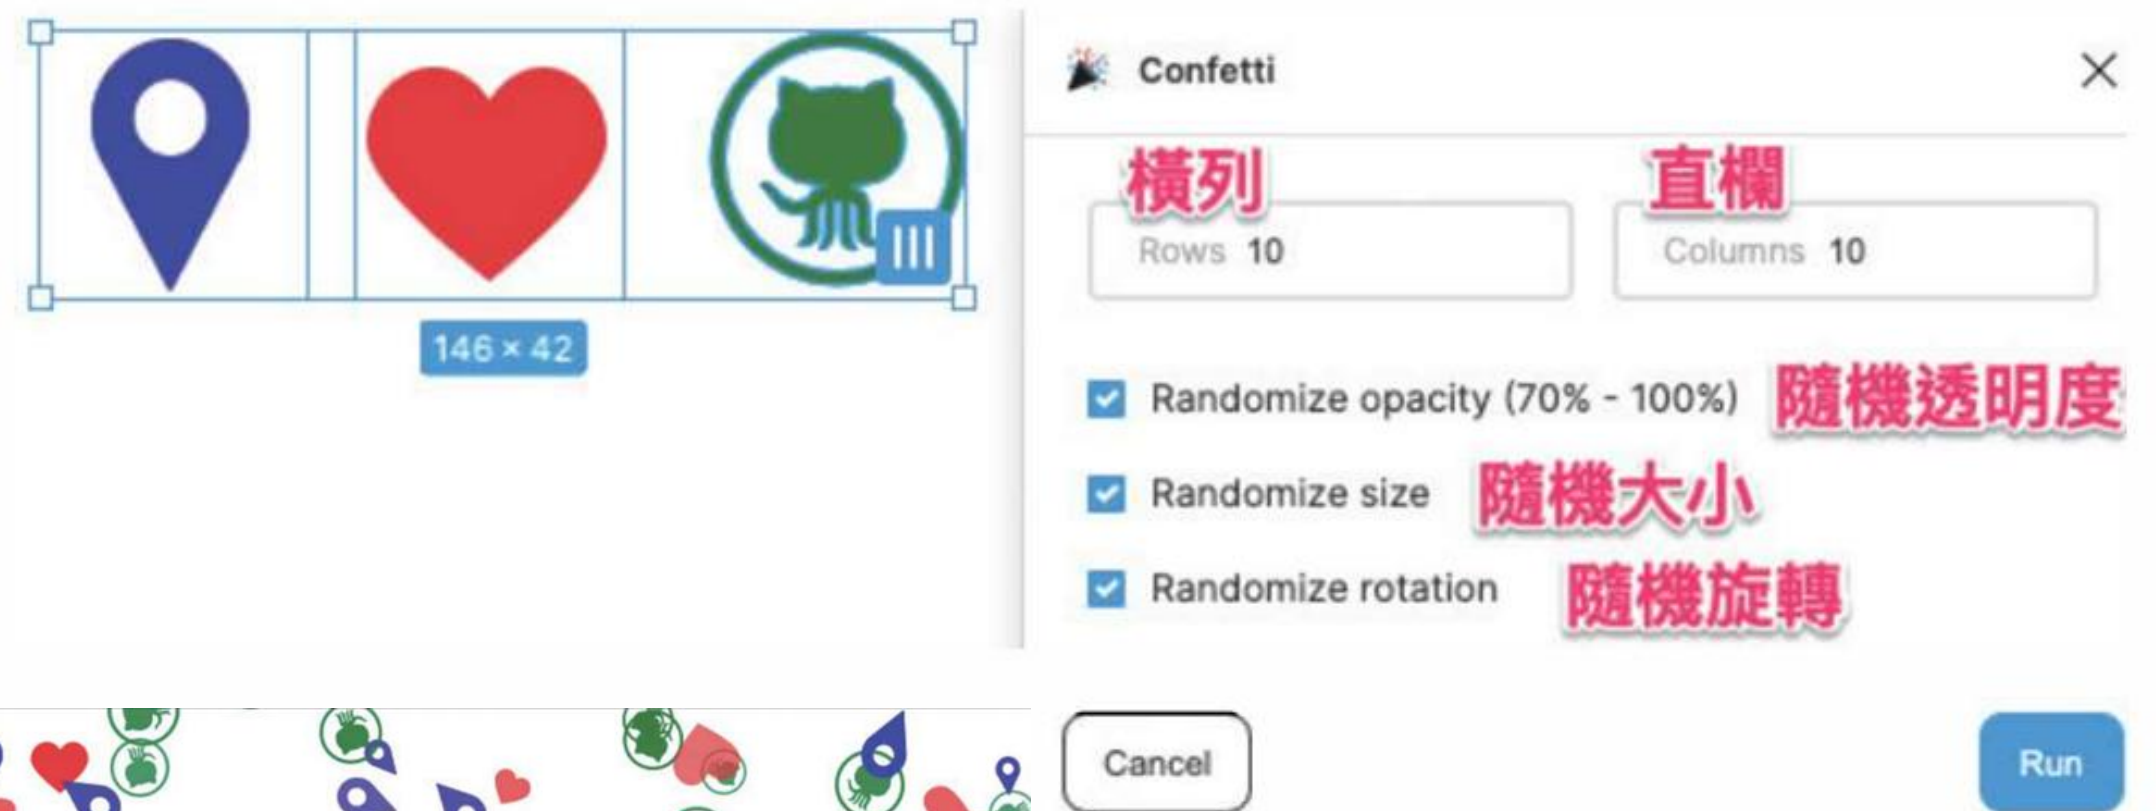 146 × 42
Confetti
橫列
直欄
Rows 10
Columns 10
Randomize opacity (70% - 100%) 隨機透明度
Randomize size 隨機大小
Randomize rotation 隨機旋轉
Cancel
Run